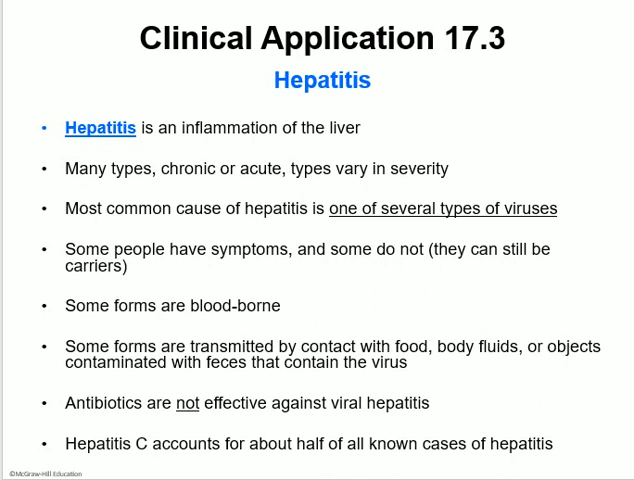 Clinical Application 17.3
Hepatitis
• Hepatitis is an inflammation of the liver
• Many types, chronic or acute, types vary in severity
• Most common cause of hepatitis is one of several types of viruses
• Some people have symptoms, and some do not (they can still be
carriers)
• Some forms are blood-borne
• Some forms are transmitted by contact with food, body fluids, or objects
contaminated with feces that contain the virus
• Antibiotics are not effective against viral hepatitis
• Hepatitis C accounts for about half of all known cases of hepatitis
©McGraw-Hill Education